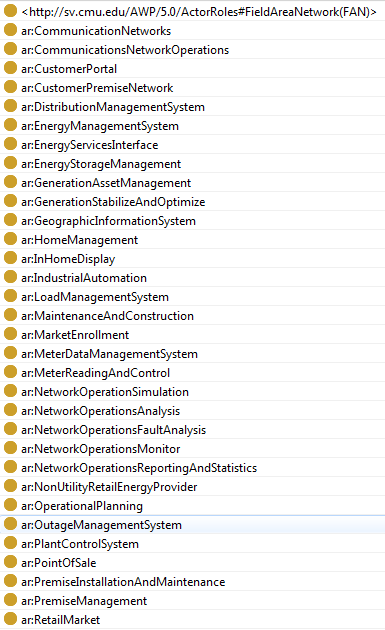 <http://sv.cmu.edu/AWP/5.0/ActorRoles#FieldAreaNetwork(FAN)>
ar:CommunicationNetworks
ar:CommunicationsNetworkOperations
ar:CustomerPortal
ar:CustomerPremiseNetwork
ar:DistributionManagementSystem
ar:EnergyManagementSystem
ar:EnergyServicesInterface
ar:EnergyStorageManagement
ar:GenerationAssetManagement
ar:GenerationStabilizeAndOptimize
ar:GeographicInformationSystem
ar:HomeManagement
ar:InHomeDisplay
ar:IndustrialAutomation
ar:LoadManagementSystem
ar:MaintenanceAndConstruction
ar:MarketEnrollment
ar:MeterDataManagementSystem
ar:MeterReadingAndControl
ar:NetworkOperationSimulation
ar:NetworkOperationsAnalysis
ar:NetworkOperationsFaultAnalysis
ar:NetworkOperationsMonitor
ar:NetworkOperationsReportingAndStatistics
ar:NonUtilityRetailEnergyProvider
ar:OperationalPlanning
ar:OutageManagementSystem
ar:PlantControlSystem
ar:PointOfSale
ar:PremiseInstallationAndMaintenance
ar:PremiseManagement
ar:RetailMarket